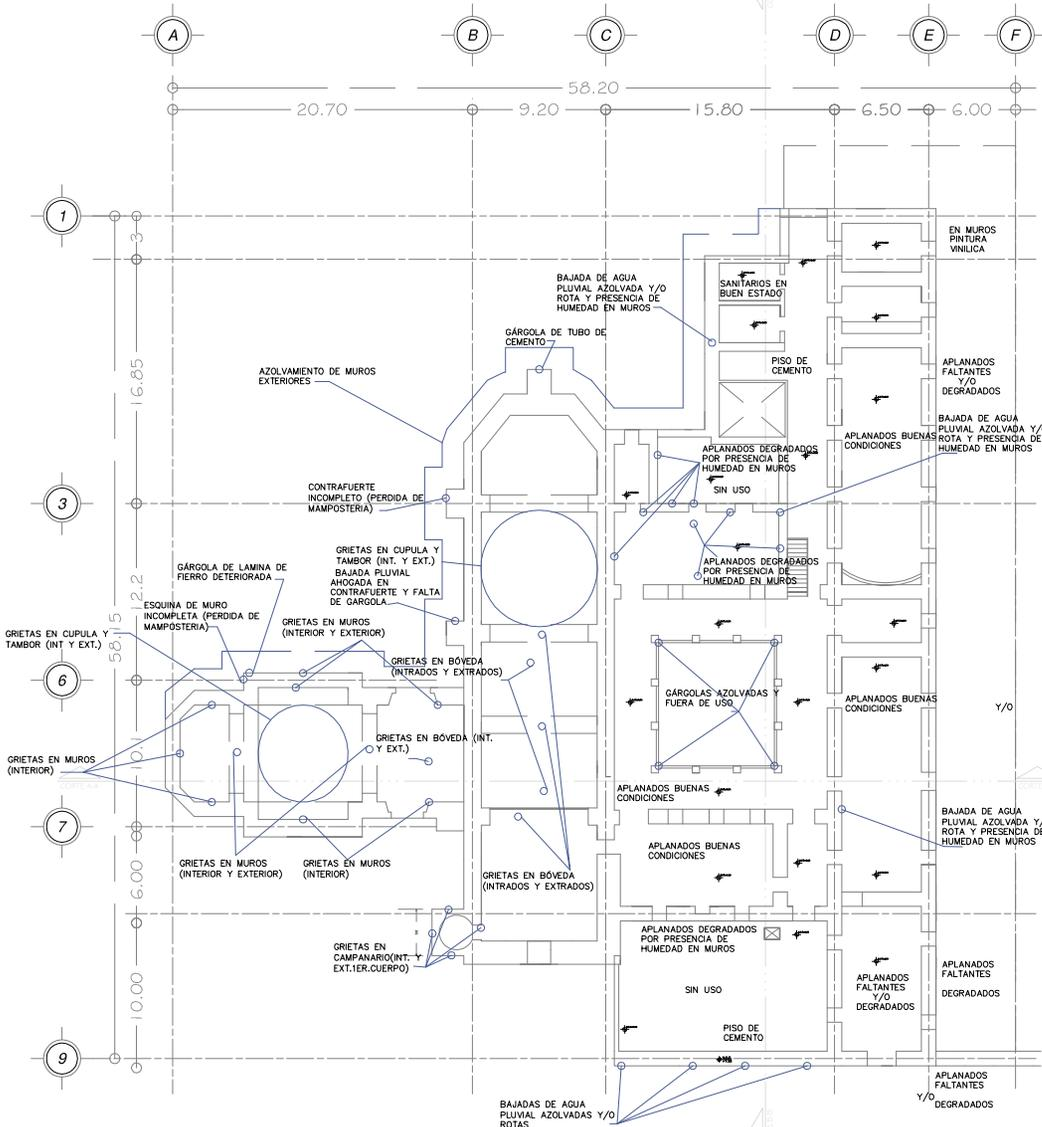 A
B
C
D
E
F
58.20
20.70
9.20
15.80
6.50
6.00
1
3
EN MUROS
PINTURA
VINILICA
BAJADA DE AGUA
PLUVIAL AZOLVADA Y/O
ROTA Y PRESENCIA DE
HUMEDAD EN MUROS
SANITARIOS EN
BUEN ESTADO
GÁRGOLA DE TUBO DE
CEMENTO
PISO DE
CEMENTO
AZOLVAMIENTO DE MUROS
EXTERIORES
16.85
APLANADOS
FALTANTES
Y/O
DEGRADADOS
BAJADA DE AGUA
PLUVIAL AZOLVADA Y/
ROTA Y PRESENCIA DE
HUMEDAD EN MUROS
APLANADOS BUENAS
CONDICIONES
APLANADOS DEGRADADOS
POR PRESENCIA DE
HUMEDAD EN MUROS
SIN USO
CONTRAFUERTE
INCOMPLETO (PERDIDA DE
MAMPOSTERIA)
3
GRIETAS EN CUPULA Y
TAMBOR (INT. Y EXT.)
BAJADA PLUVIAL
AHOGADA EN
CONTRAFUERTE Y FALTA
DE GARGOLA
APLANADOS DEGRADADOS
POR PRESENCIA DE
HUMEDAD EN MUROS
GÁRGOLA DE LAMINA DE
FIERRO DETERIORADA
12.2
58.15
ESQUINA DE MURO
INCOMPLETA (PERDIDA DE
MAMPOSTERIA)
GRIETAS EN MUROS
(INTERIOR Y EXTERIOR)
GRIETAS EN CUPULA Y
TAMBOR (INT Y EXT.)
GRIETAS EN BÓVEDA
(INTRADOS Y EXTRADOS)
6
GÁRGOLAS AZOLVADAS Y
FUERA DE USO
APLANADOS BUENAS
CONDICIONES
Y/O
GRIETAS EN BÓVEDA (INT.
Y EXT.)
10.1
GRIETAS EN MUROS
(INTERIOR)
CORTE A-A
APLANADOS BUENAS
CONDICIONES
BAJADA DE AGUA
PLUVIAL AZOLVADA Y/
ROTA Y PRESENCIA DE
HUMEDAD EN MUROS
7
APLANADOS BUENAS
CONDICIONES
GRIETAS EN MUROS
(INTERIOR Y EXTERIOR)
GRIETAS EN MUROS
(INTERIOR)
GRIETAS EN BÓVEDA
(INTRADOS Y EXTRADOS)
6.00
APLANADOS DEGRADADOS
POR PRESENCIA DE
HUMEDAD EN MUROS
GRIETAS EN
CAMPANARIO(INT. Y
EXT.1ER.CUERPO)
SIN USO
APLANADOS
FALTANTES
Y/O
DEGRADADOS
APLANADOS
FALTANTES
DEGRADADOS
10.00
PISO DE
CEMENTO
9
APLANADOS
FALTANTES
Y/O
DEGRADADOS
BAJADAS DE AGUA
PLUVIAL AZOLVADAS Y/O
ROTAS